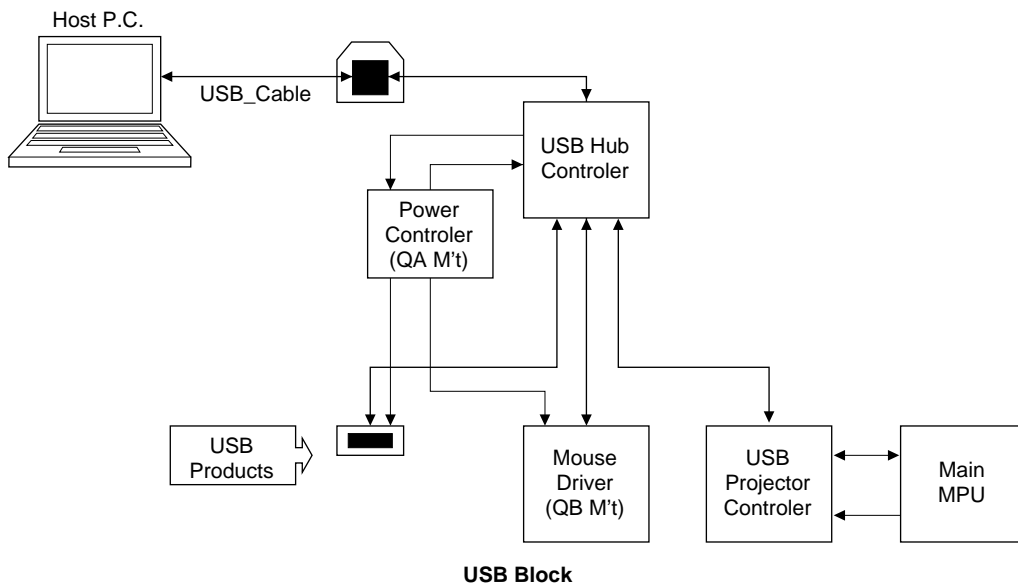 Host P.C.
USB_Cable
USB Hub
Controler
Power
Controler
(QA M't)
USB
Products
Mouse
Driver
(QB M't)
USB
Projector
Controler
Main
MPU
USB Block